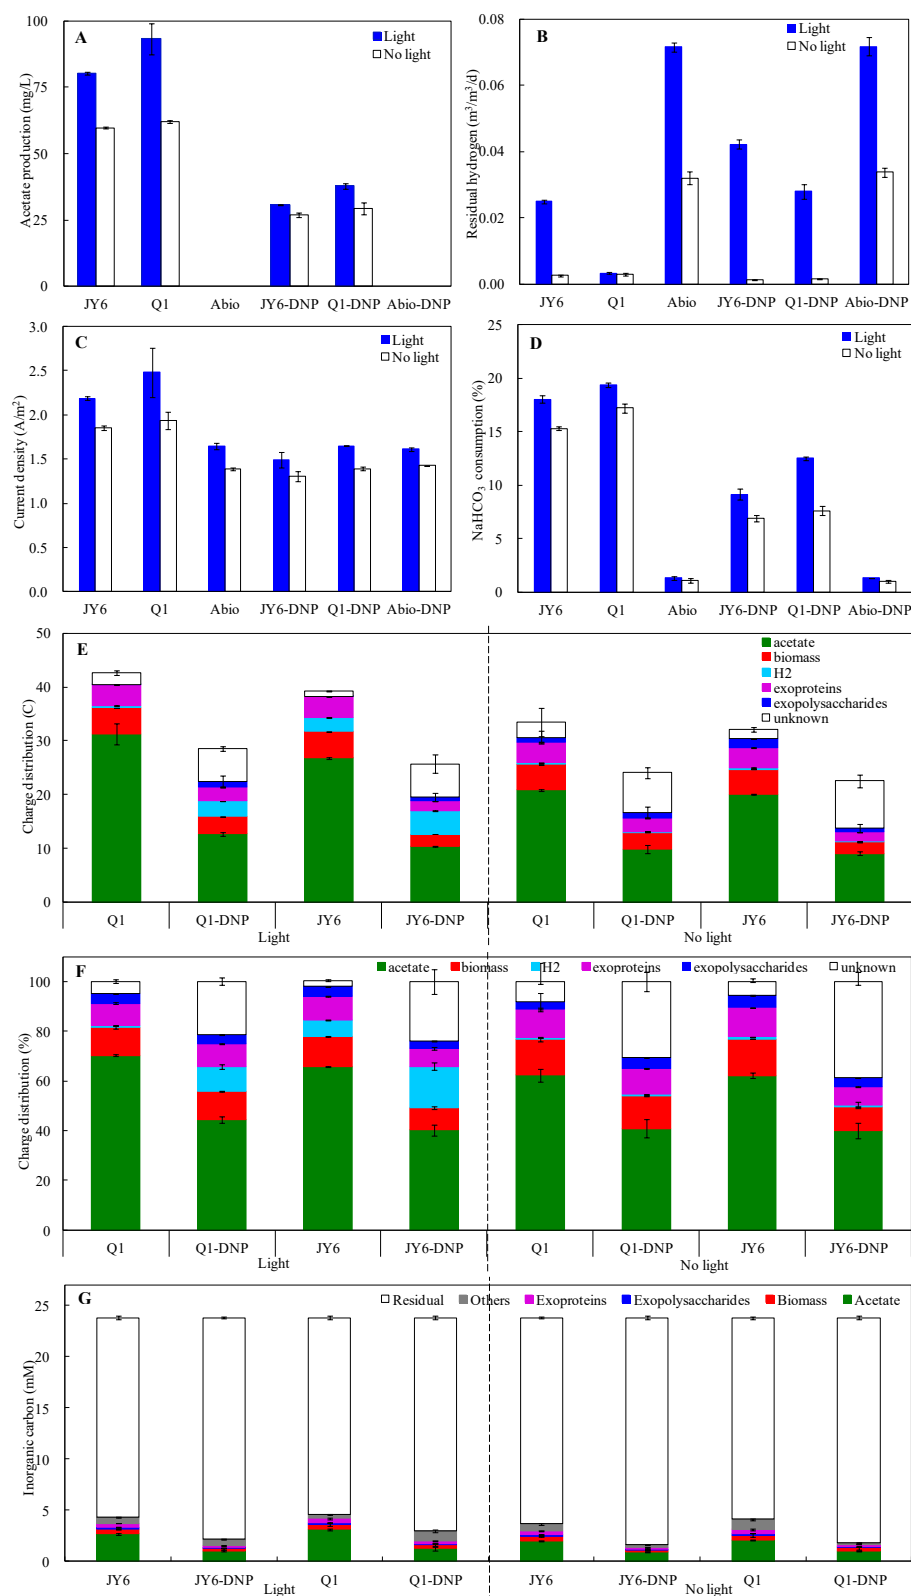 A
Light
No light
Acetate production (mg/L)
100
75
50
25
0
JY6 Q1 Abio JY6-DNP Q1-DNP Abio-DNP
B
Light
No light
Residual hydrogen (m³/m³/d)
0.08
0.06
0.04
0.02
0.00
JY6 Q1 Abio JY6-DNP Q1-DNP Abio-DNP
C
Light
No light
Current density (A/m²)
3.0
2.5
2.0
1.5
1.0
0.5
0.0
JY6 Q1 Abio JY6-DNP Q1-DNP Abio-DNP
D
Light
No light
NaHCO₃ consumption (%)
25
20
15
10
5
0
JY6 Q1 Abio JY6-DNP Q1-DNP Abio-DNP
E
acetate
biomass
H2
exoproteins
exopolysaccharides
unknown
Charge distribution (C)
50
40
30
20
10
0
Q1 Q1-DNP JY6 JY6-DNP Q1 Q1-DNP JY6 JY6-DNP
Light No light
F
acetate biomass H2 exoproteins exopolysaccharides unknown
Charge distribution (%)
100
80
60
40
20
0
Q1 Q1-DNP JY6 JY6-DNP Q1 Q1-DNP JY6 JY6-DNP
Light No light
G
Residual Others Exoproteins Exopolysaccharides Biomass Acetate
Inorganic carbon (mM)
25
20
15
10
5
0
JY6 JY6-DNP Q1 Q1-DNP JY6 JY6-DNP Q1 Q1-DNP
Light No light